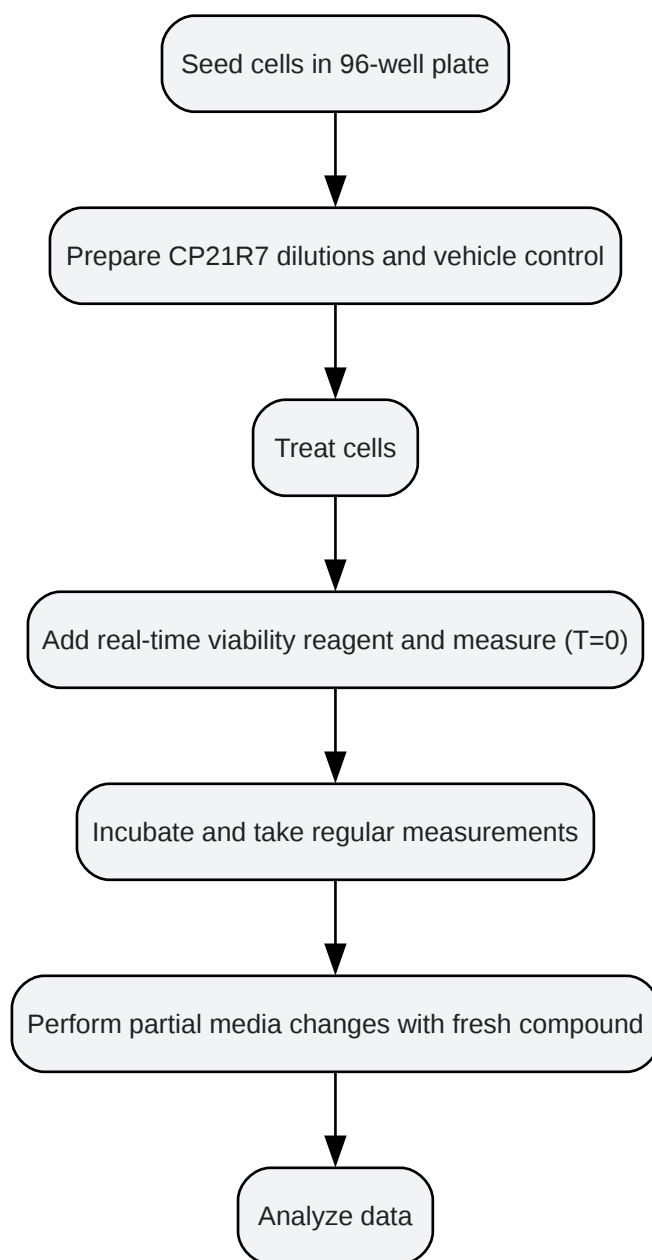 Seed cells in 96-well plate
Prepare CP21R7 dilutions and vehicle control
Treat cells
Add real-time viability reagent and measure (T=0)
Incubate and take regular measurements
Perform partial media changes with fresh compound
Analyze data